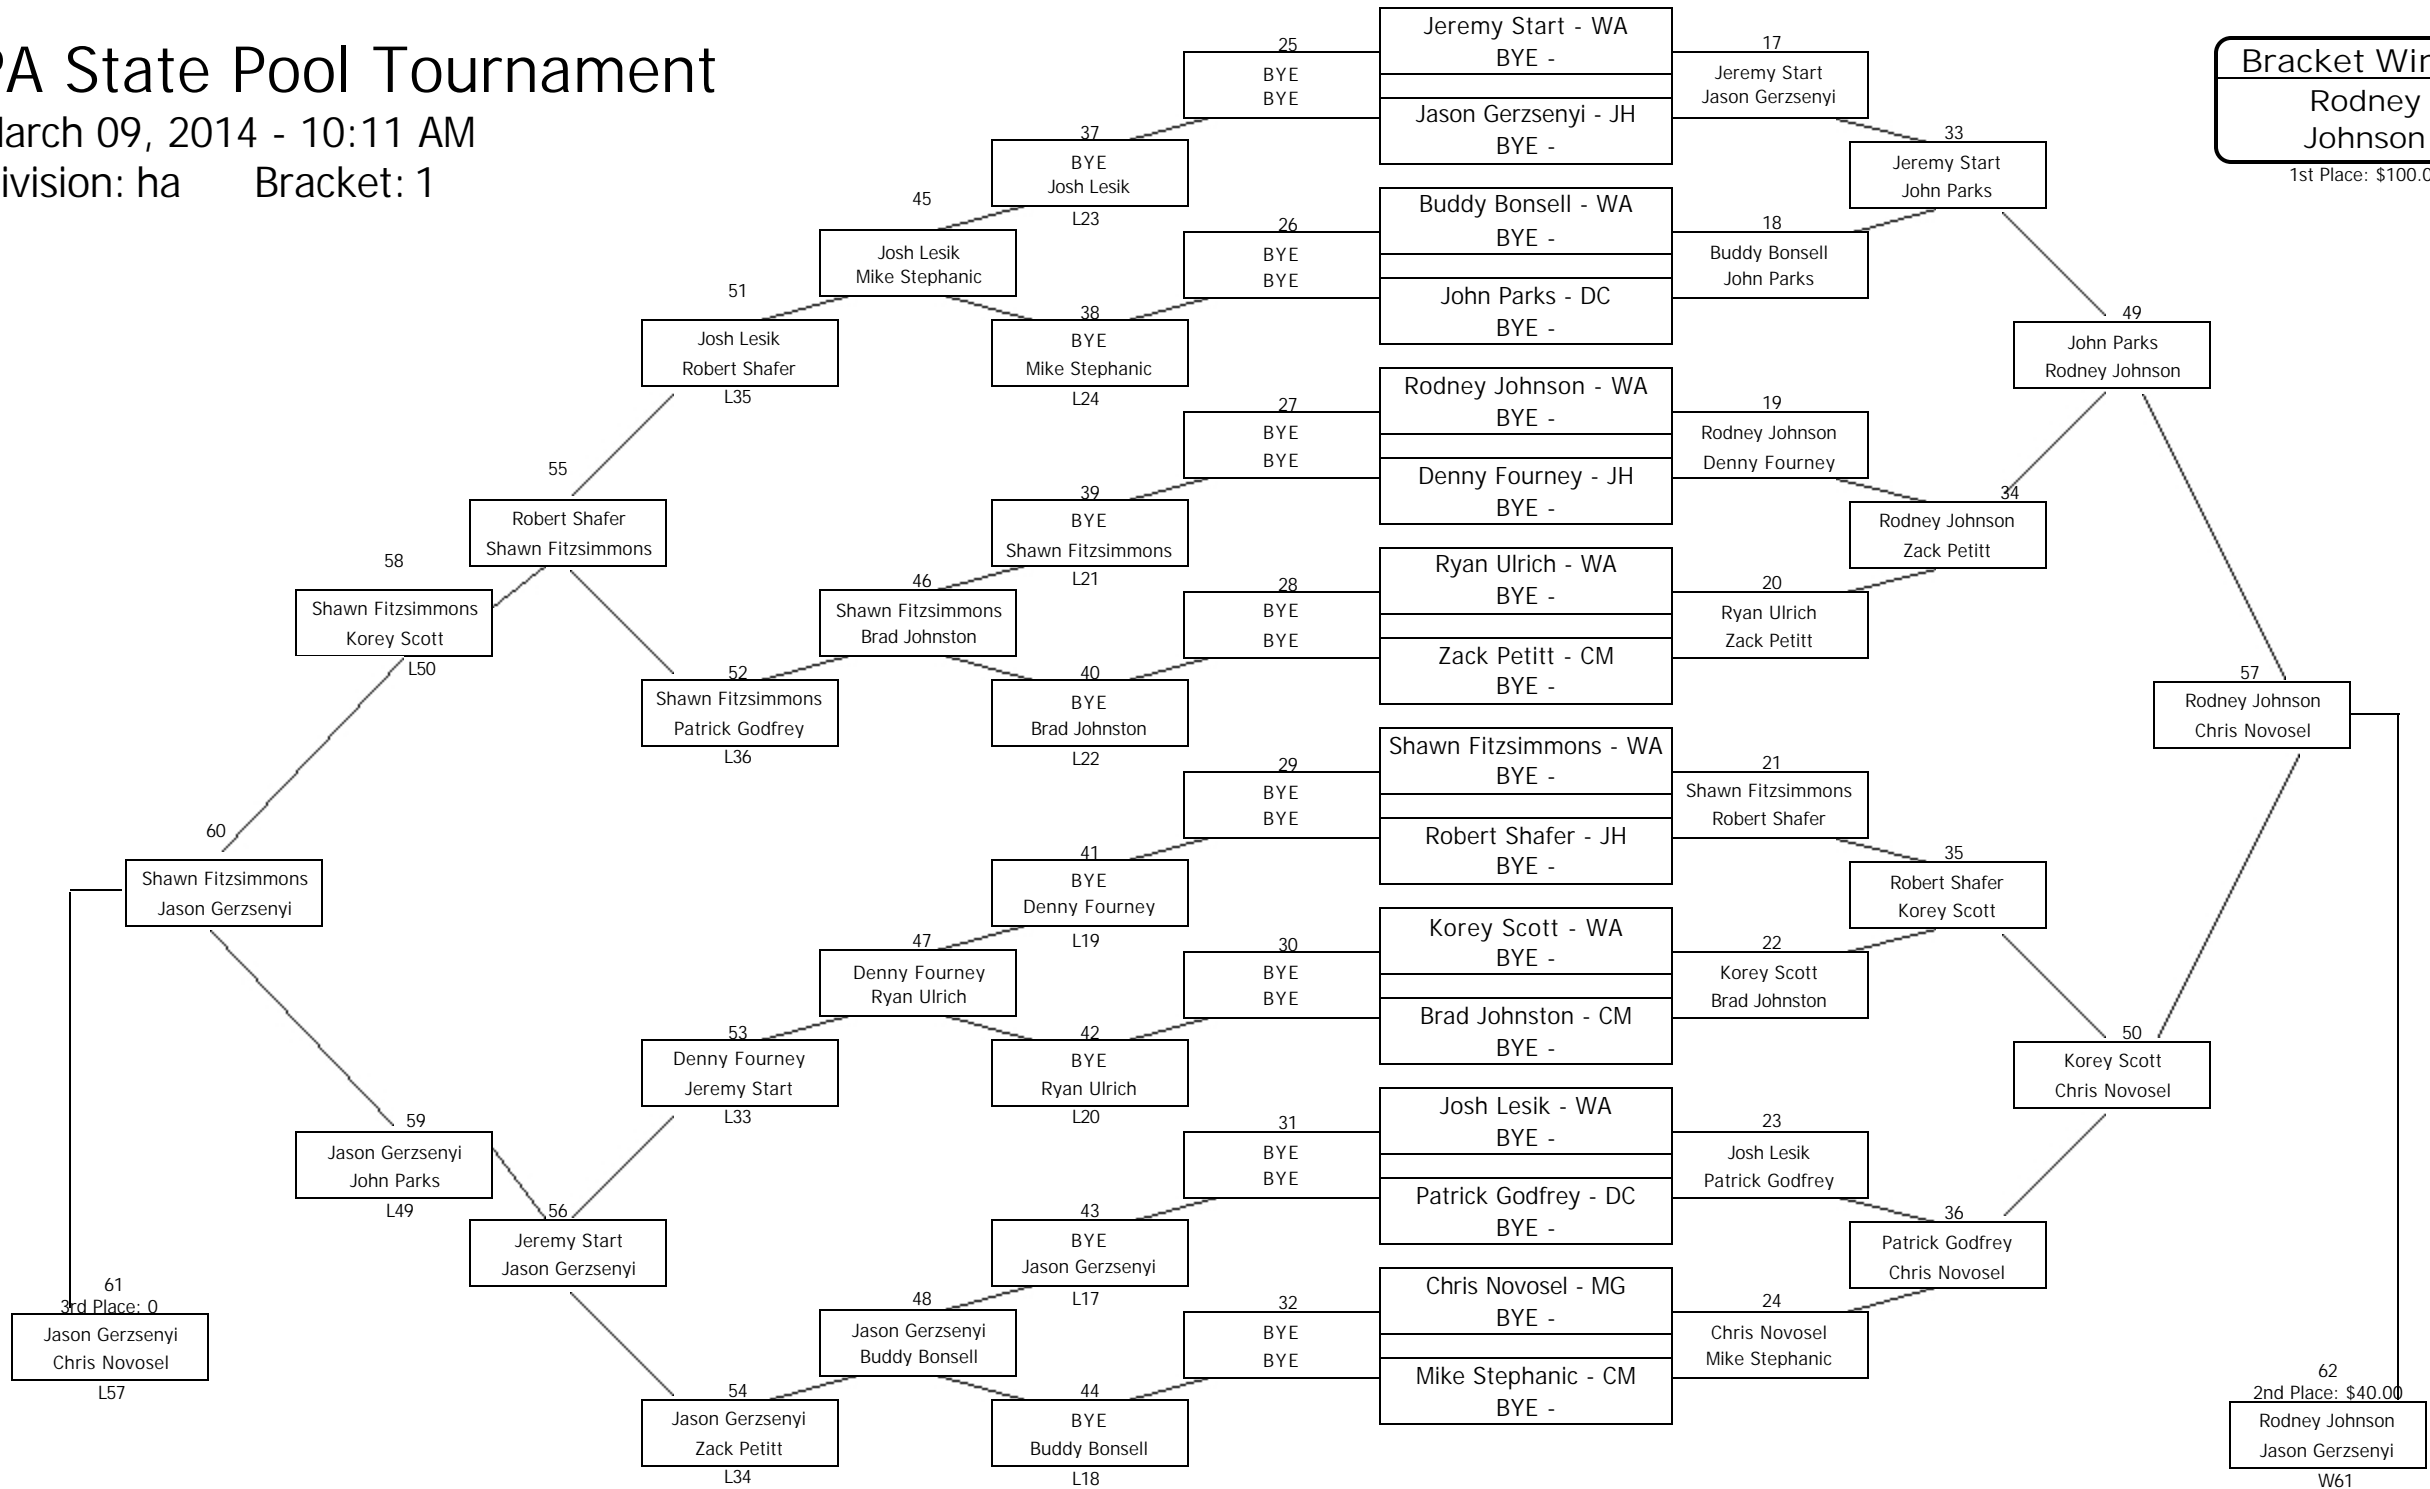 PA State Pool Tournament
March 09, 2014 - 10:11 AM
Division: ha Bracket: 1
Bracket Win
Rodney
Johnson
1st Place: $100.0
61
3rd Place: 0
Jason Gerzsenyi
Chris Novosel
L57
60
Shawn Fitzsimmons
Jason Gerzsenyi
58
Shawn Fitzsimmons
Korey Scott
L50
59
Jason Gerzsenyi
John Parks
L49
55
Robert Shafer
Shawn Fitzsimmons
56
Jeremy Start
Jason Gerzsenyi
51
Josh Lesik
Robert Shafer
L35
52
Shawn Fitzsimmons
Patrick Godfrey
L36
53
Denny Fourney
Jeremy Start
L33
54
Jason Gerzsenyi
Zack Petitt
L34
45
Josh Lesik
Mike Stephanic
46
Shawn Fitzsimmons
Brad Johnston
47
Denny Fourney
Ryan Ulrich
48
Jason Gerzsenyi
Buddy Bonsell
37
BYE
Josh Lesik
L23
38
BYE
Mike Stephanic
L24
39
BYE
Shawn Fitzsimmons
L21
40
BYE
Brad Johnston
L22
41
BYE
Denny Fourney
L19
42
BYE
Ryan Ulrich
L20
43
BYE
Jason Gerzsenyi
L17
44
BYE
Buddy Bonsell
L18
25
BYE
BYE
26
BYE
BYE
27
BYE
BYE
28
BYE
BYE
29
BYE
BYE
30
BYE
BYE
31
BYE
BYE
32
BYE
BYE
Jeremy Start - WA
BYE -
Jason Gerzsenyi - JH
BYE -
Buddy Bonsell - WA
BYE -
John Parks - DC
BYE -
Rodney Johnson - WA
BYE -
Denny Fourney - JH
BYE -
Ryan Ulrich - WA
BYE -
Zack Petitt - CM
BYE -
Shawn Fitzsimmons - WA
BYE -
Robert Shafer - JH
BYE -
Korey Scott - WA
BYE -
Brad Johnston - CM
BYE -
Josh Lesik - WA
BYE -
Patrick Godfrey - DC
BYE -
Chris Novosel - MG
BYE -
Mike Stephanic - CM
BYE -
17
Jeremy Start
Jason Gerzsenyi
18
Buddy Bonsell
John Parks
19
Rodney Johnson
Denny Fourney
20
Ryan Ulrich
Zack Petitt
21
Shawn Fitzsimmons
Robert Shafer
22
Korey Scott
Brad Johnston
23
Josh Lesik
Patrick Godfrey
24
Chris Novosel
Mike Stephanic
33
Jeremy Start
John Parks
34
Rodney Johnson
Zack Petitt
35
Robert Shafer
Korey Scott
36
Patrick Godfrey
Chris Novosel
49
John Parks
Rodney Johnson
50
Korey Scott
Chris Novosel
57
Rodney Johnson
Chris Novosel
62
2nd Place: $40.00
Rodney Johnson
Jason Gerzsenyi
W61